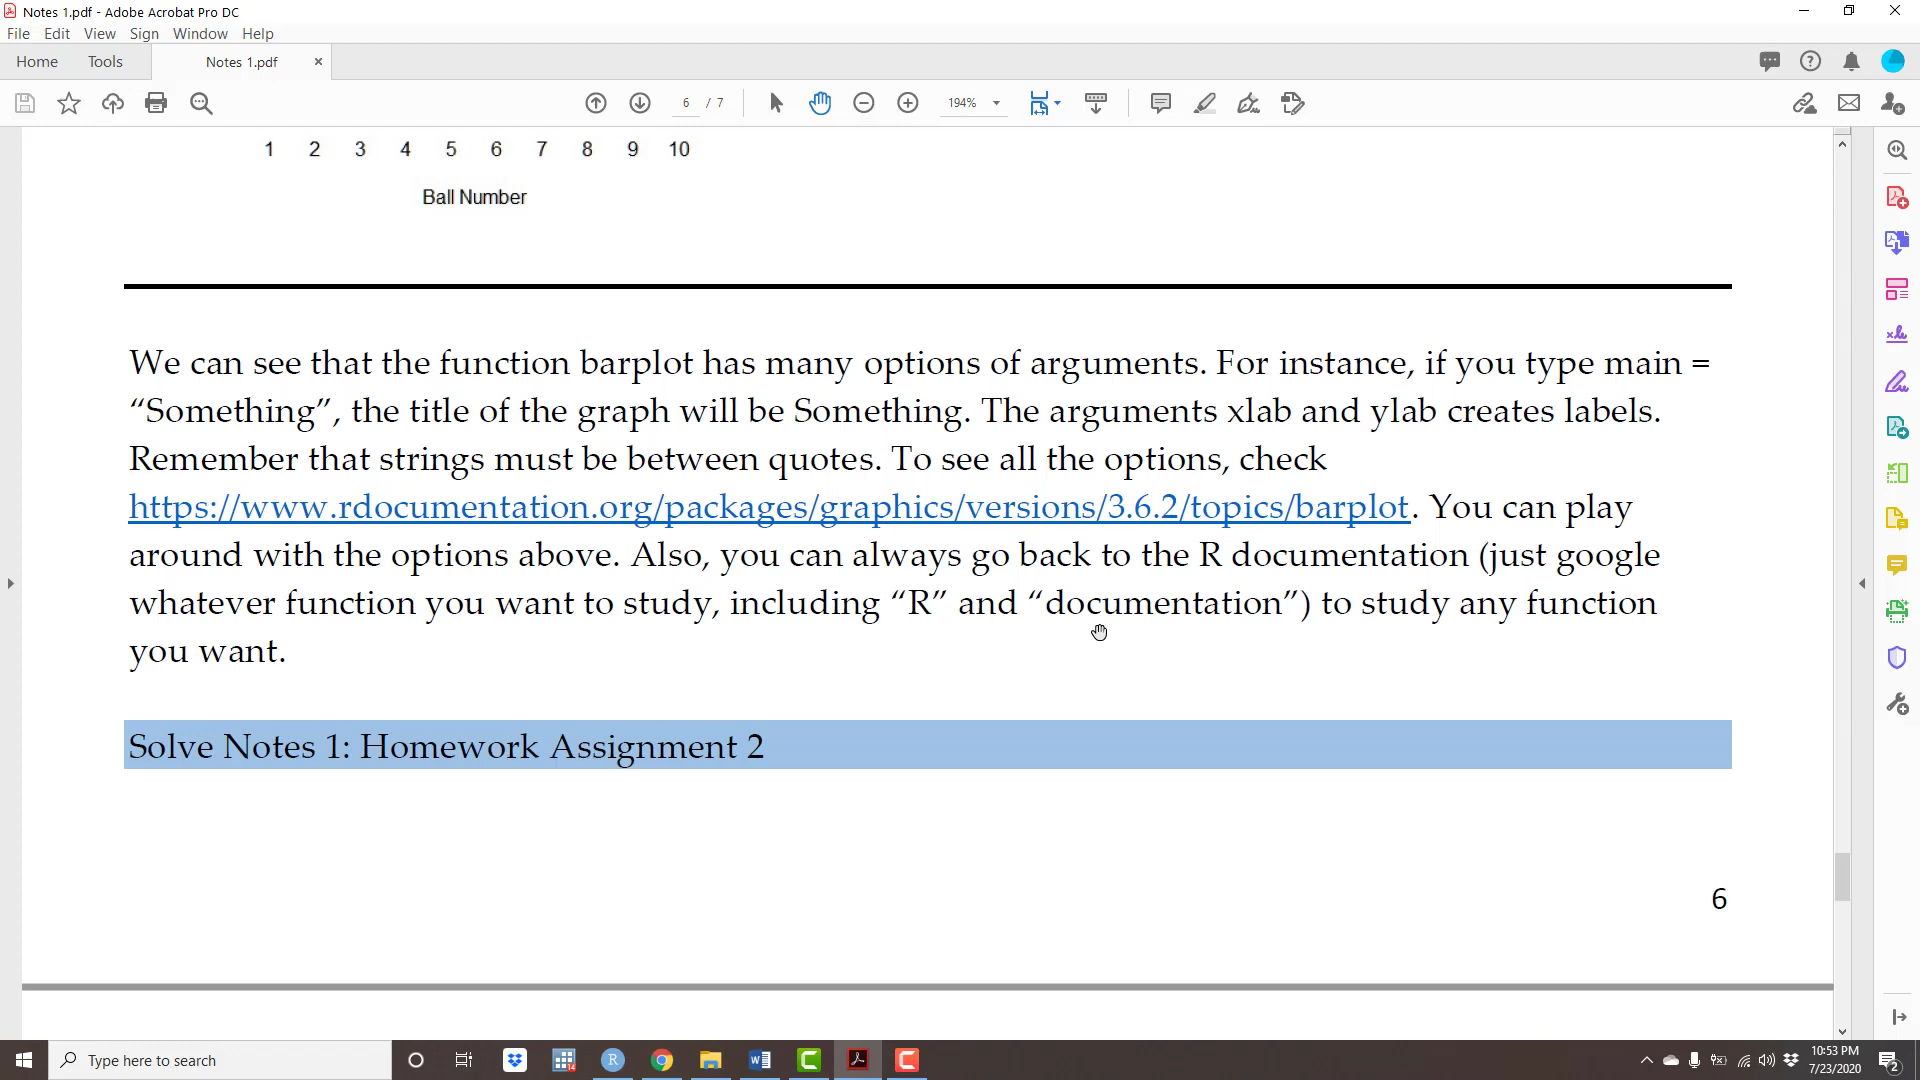 Notes 1.pdf - Adobe Acrobat Pro DC
File Edit View Sign Window Help
Home Tools Notes 1.pdf
6 / 7 194%
1 2 3 4 5 6 7 8 9 10
Ball Number
We can see that the function barplot has many options of arguments. For instance, if you type main =
“Something”, the title of the graph will be Something. The arguments xlab and ylab creates labels.
Remember that strings must be between quotes. To see all the options, check
https://www.rdocumentation.org/packages/graphics/versions/3.6.2/topics/barplot. You can play
around with the options above. Also, you can always go back to the R documentation (just google
whatever function you want to study, including “R” and “documentation”) to study any function
you want.
Solve Notes 1: Homework Assignment 2
6
Type here to search
10:53 PM
7/23/2020
2